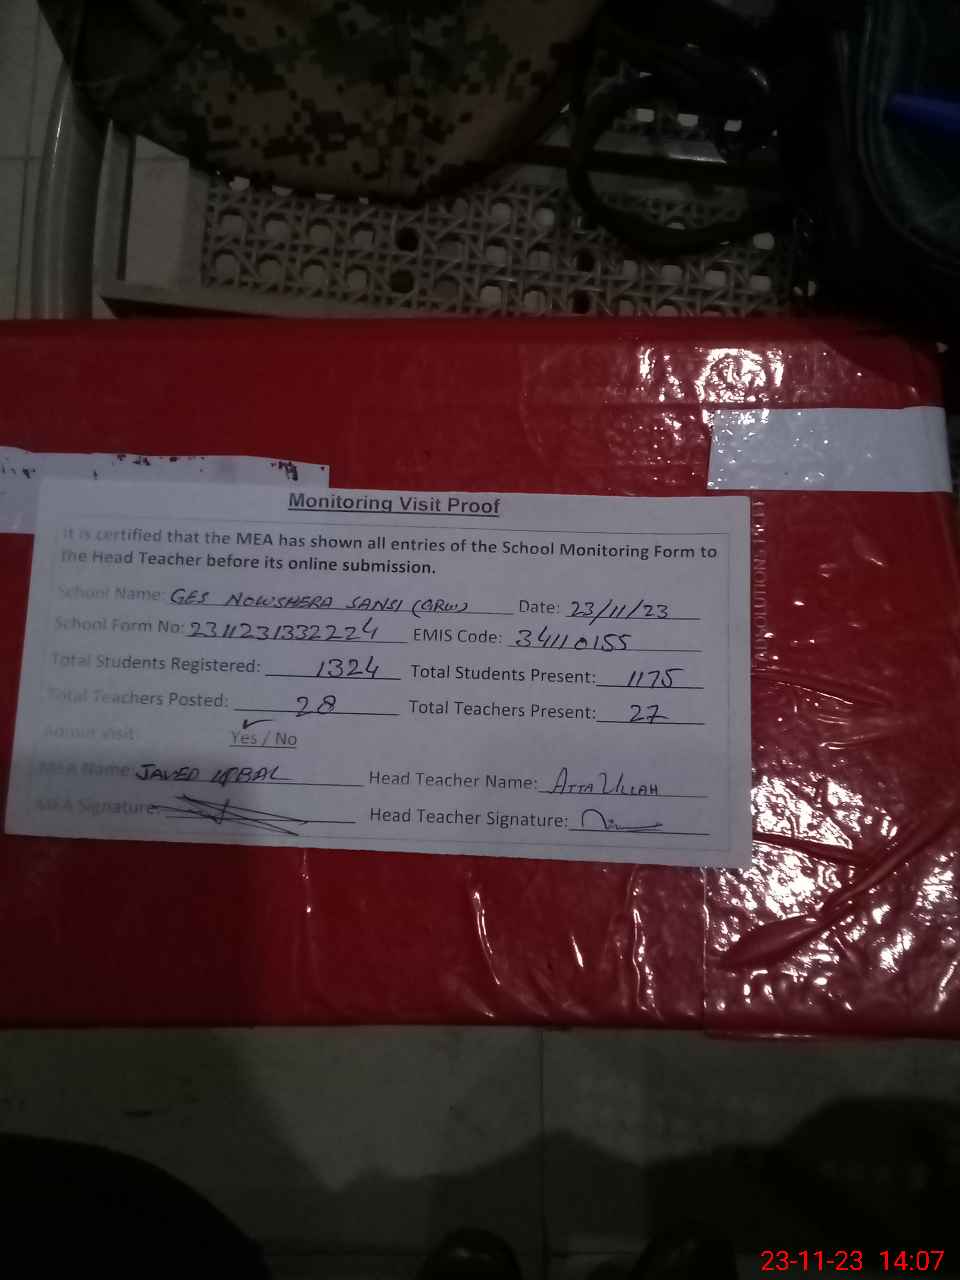 Monitoring Visit Proof
It is certified that the MEA has shown all entries of the School Monitoring Form to
the Head Teacher before its online submission.
School Name: GES NOWSHERA SANSI (GRW) Date: 23/11/23
School Form No: 2311231332224 EMIS Code: 34110155
Total Students Registered: 1324 Total Students Present: 1175
Total Teachers Posted: 28 Total Teachers Present: 27
Admin Visit: Yes / No
MEA Name: JAVED IQBAL Head Teacher Name: ATTA ULLAH
MEA Signature: Head Teacher Signature:
23-11-23 14:07